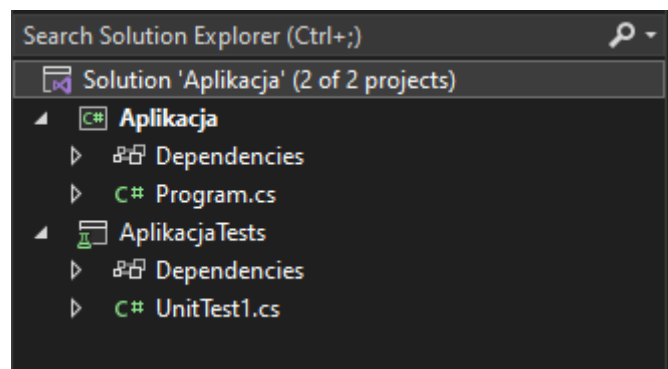 Search Solution Explorer (Ctrl+;)
Solution 'Aplikacja' (2 of 2 projects)
C# Aplikacja
Dependencies
C# Program.cs
AplikacjaTests
Dependencies
C# UnitTest1.cs